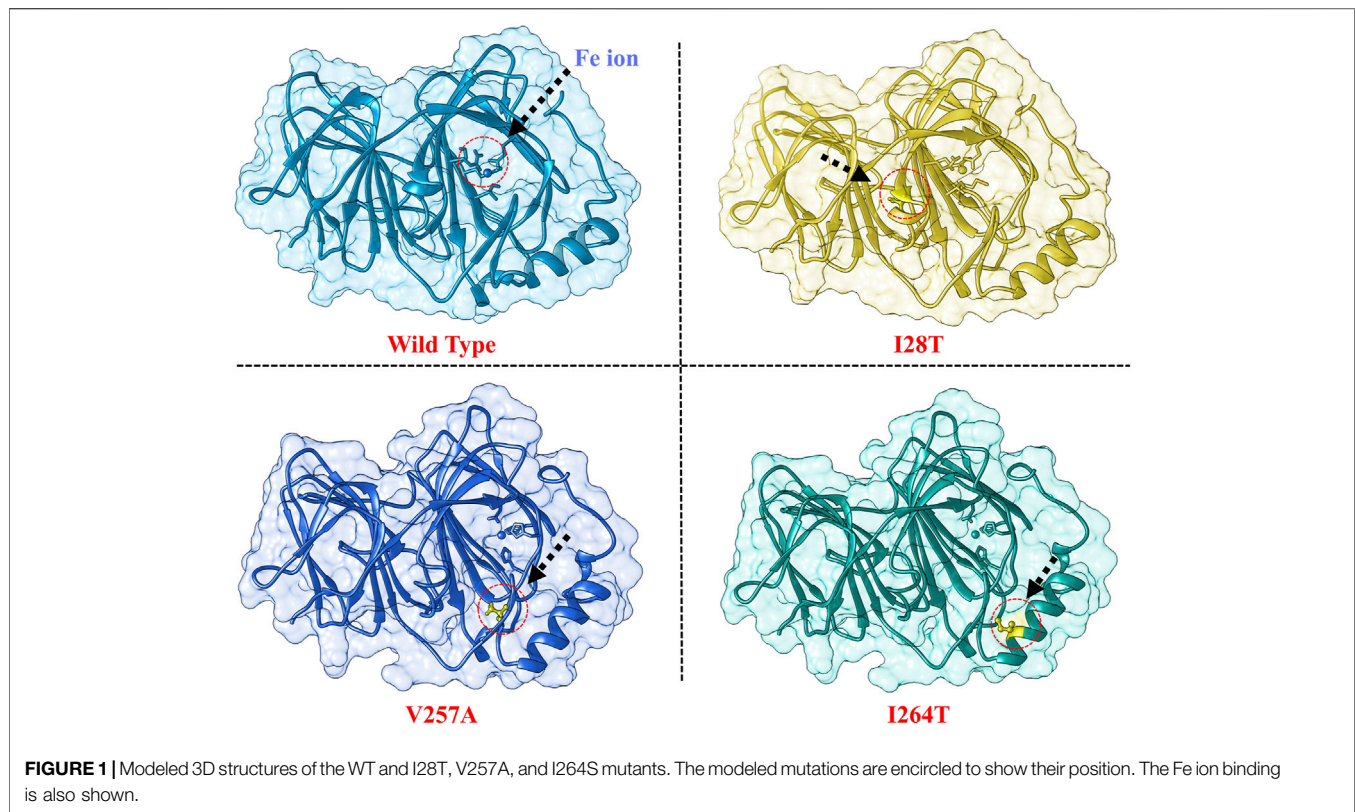 Fe ion
Wild Type
I28T
V257A
I264T
FIGURE 1 | Modeled 3D structures of the WT and I28T, V257A, and I264S mutants. The modeled mutations are encircled to show their position. The Fe ion binding
is also shown.